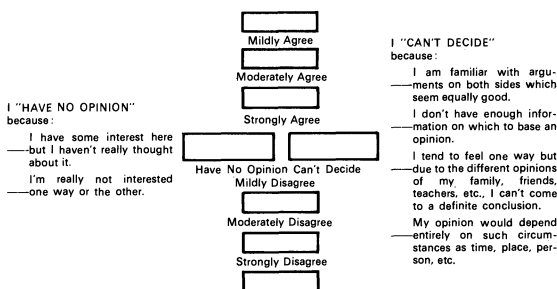 I "HAVE NO OPINION"
because:
I have some interest here
——but I haven't really thought
about it.
I'm really not interested
——one way or the other.
Mildly Agree
Moderately Agree
Strongly Agree
Have No Opinion Can't Decide
Mildly Disagree
Moderately Disagree
Strongly Disagree
I "CAN'T DECIDE"
because:
I am familiar with argu-
——ments on both sides which
seem equally good.
I don't have enough infor-
——mation on which to base an
opinion.
I tend to feel one way but
——due to the different opinions
of my family, friends,
teachers, etc., I can't come
to a definite conclusion.
My opinion would depend
——entirely on such circum-
stances as time, place, per-
son, etc.